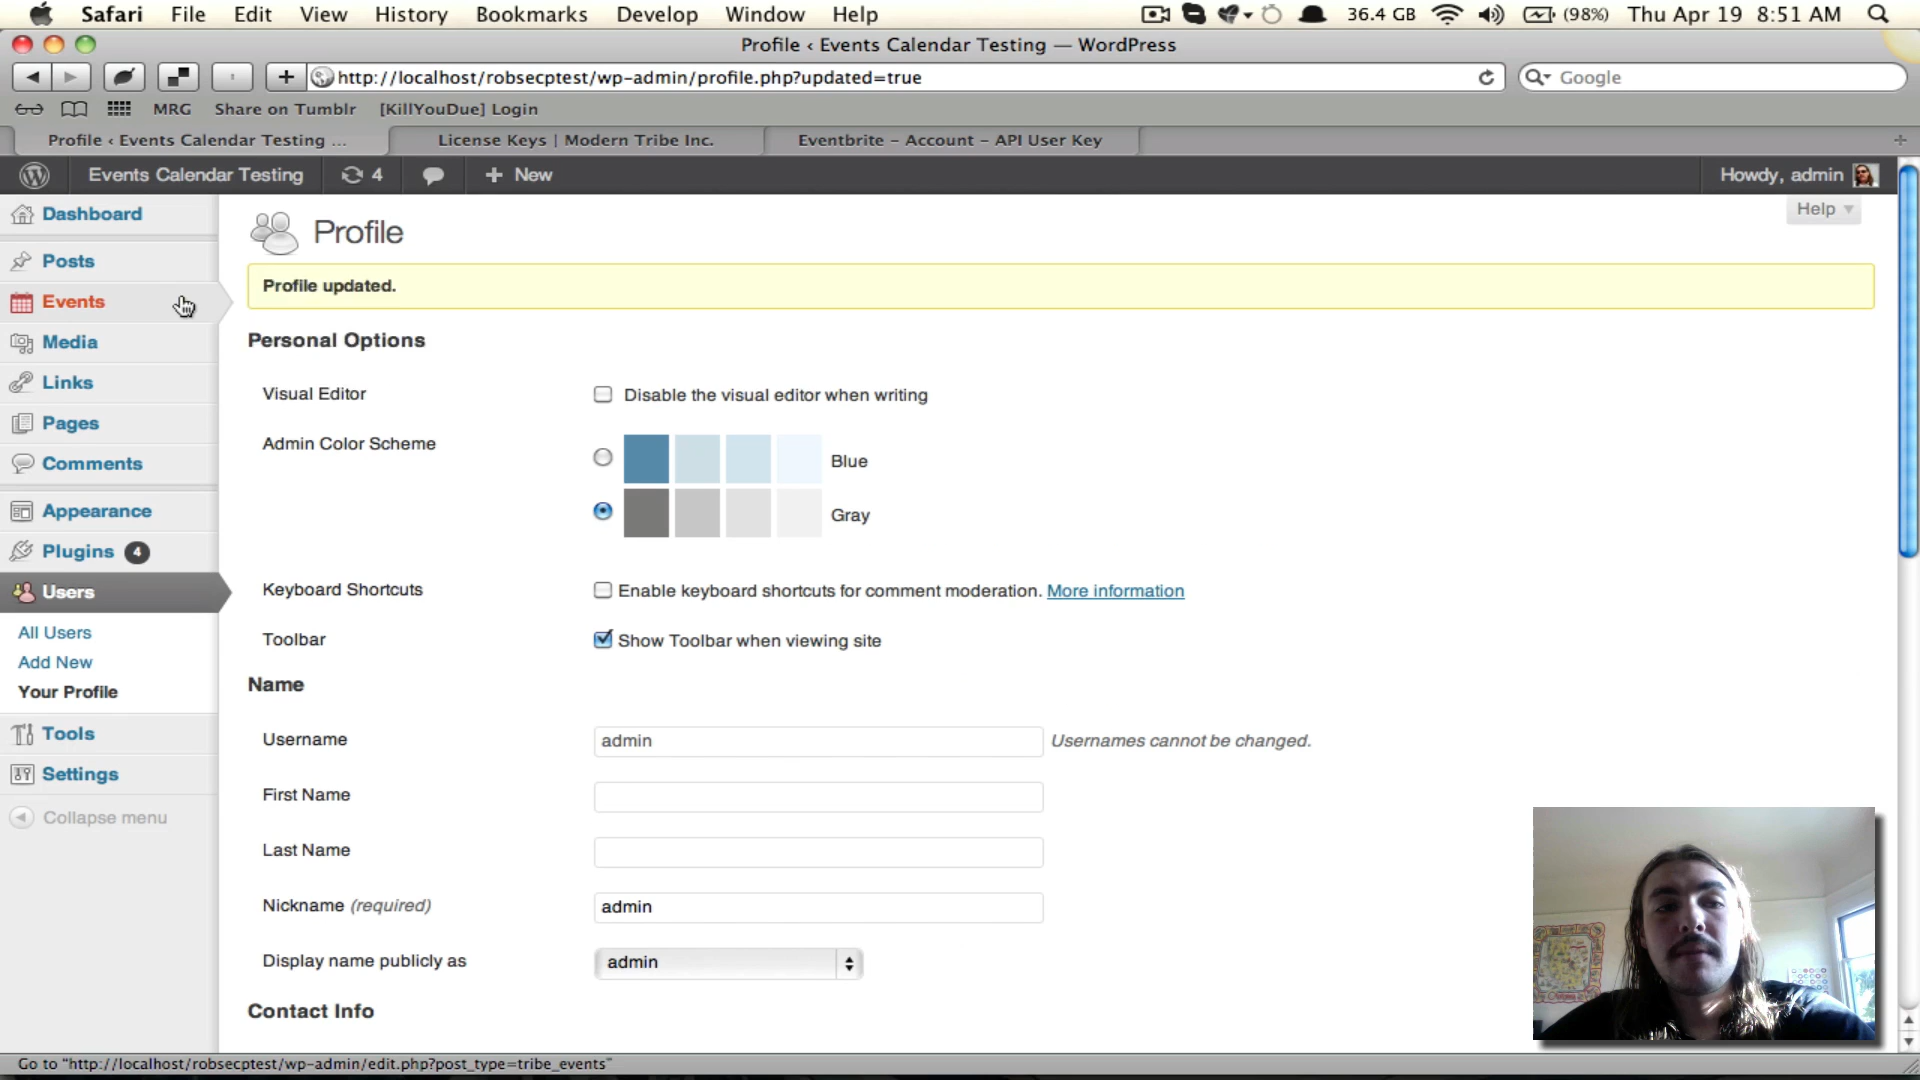 Safari File Edit View History Bookmarks Develop Window Help 36.4 GB (98%) Thu Apr 19 8:51 AM
Profile ‹ Events Calendar Testing — WordPress
http://localhost/robsecptest/wp-admin/profile.php?updated=true Google
MRG Share on Tumblr [KillYouDue] Login
Profile ‹ Events Calendar Testing ... License Keys | Modern Tribe Inc. Eventbrite – Account – API User Key
Events Calendar Testing 4 + New Howdy, admin
Help
Dashboard
Posts
Events
Media
Links
Pages
Comments
Appearance
Plugins 4
Users
All Users
Add New
Your Profile
Tools
Settings
Collapse menu
Profile
Profile updated.
Personal Options
Visual Editor Disable the visual editor when writing
Admin Color Scheme Blue
Gray
Keyboard Shortcuts Enable keyboard shortcuts for comment moderation. More information
Toolbar Show Toolbar when viewing site
Name
Username admin Usernames cannot be changed.
First Name
Last Name
Nickname (required) admin
Display name publicly as admin
Contact Info
Go to "http://localhost/robsecptest/wp-admin/edit.php?post_type=tribe_events"